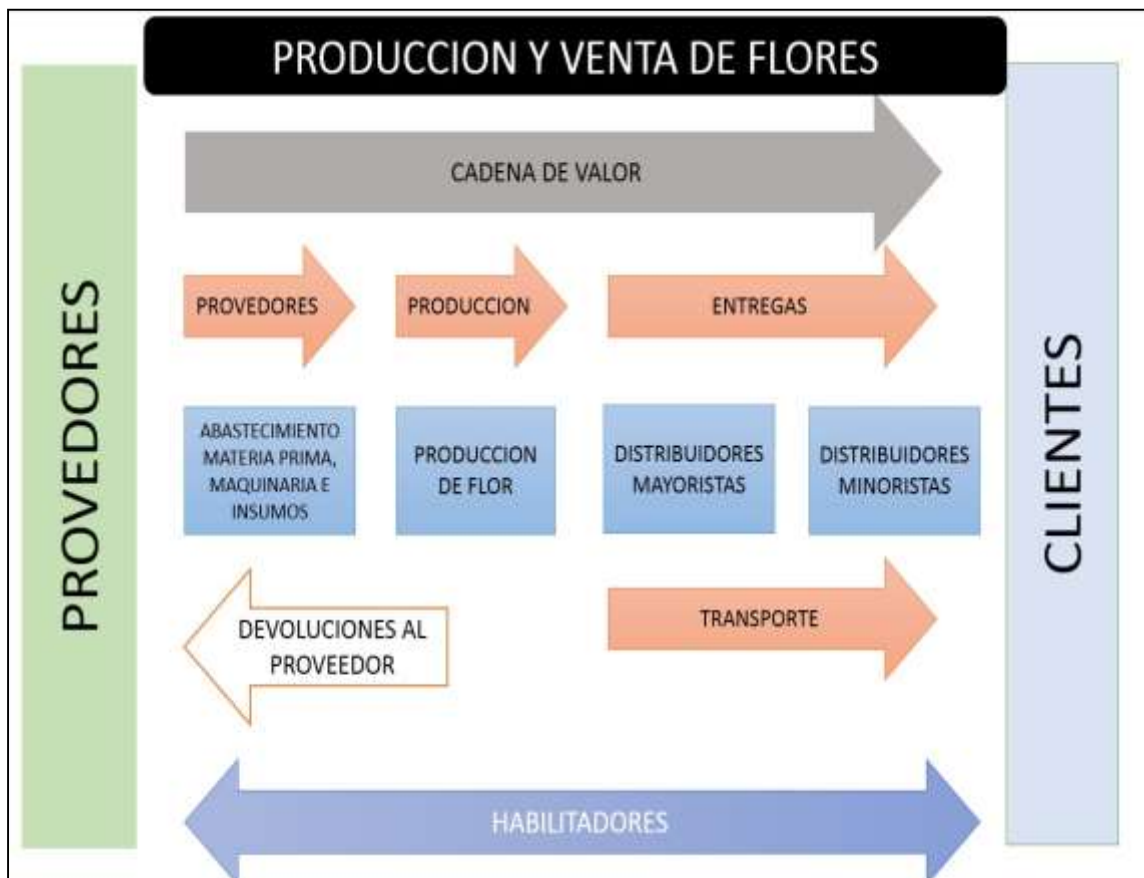 PRODUCCION Y VENTA DE FLORES
PROVEDORES
CLIENTES
CADENA DE VALOR
PROVEDORES
PRODUCCION
ENTREGAS
ABASTECIMIENTO
MATERIA PRIMA,
MAQUINARIA E
INSUMOS
PRODUCCION
DE FLOR
DISTRIBUIDORES
MAYORISTAS
DISTRIBUIDORES
MINORISTAS
DEVOLUCIONES AL
PROVEEDOR
TRANSPORTE
HABILITADORES